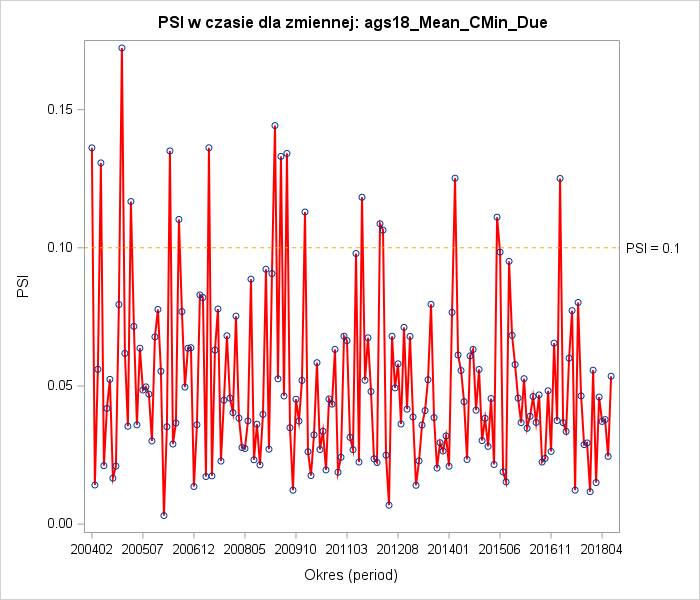 PSI w czasie dla zmiennej: ags18_Mean_CMin_Due
0.15
0.10
PSI = 0.1
PSI
0.05
0.00
200402 200507 200612 200805 200910 201103 201208 201401 201506 201611 201804
Okres (period)